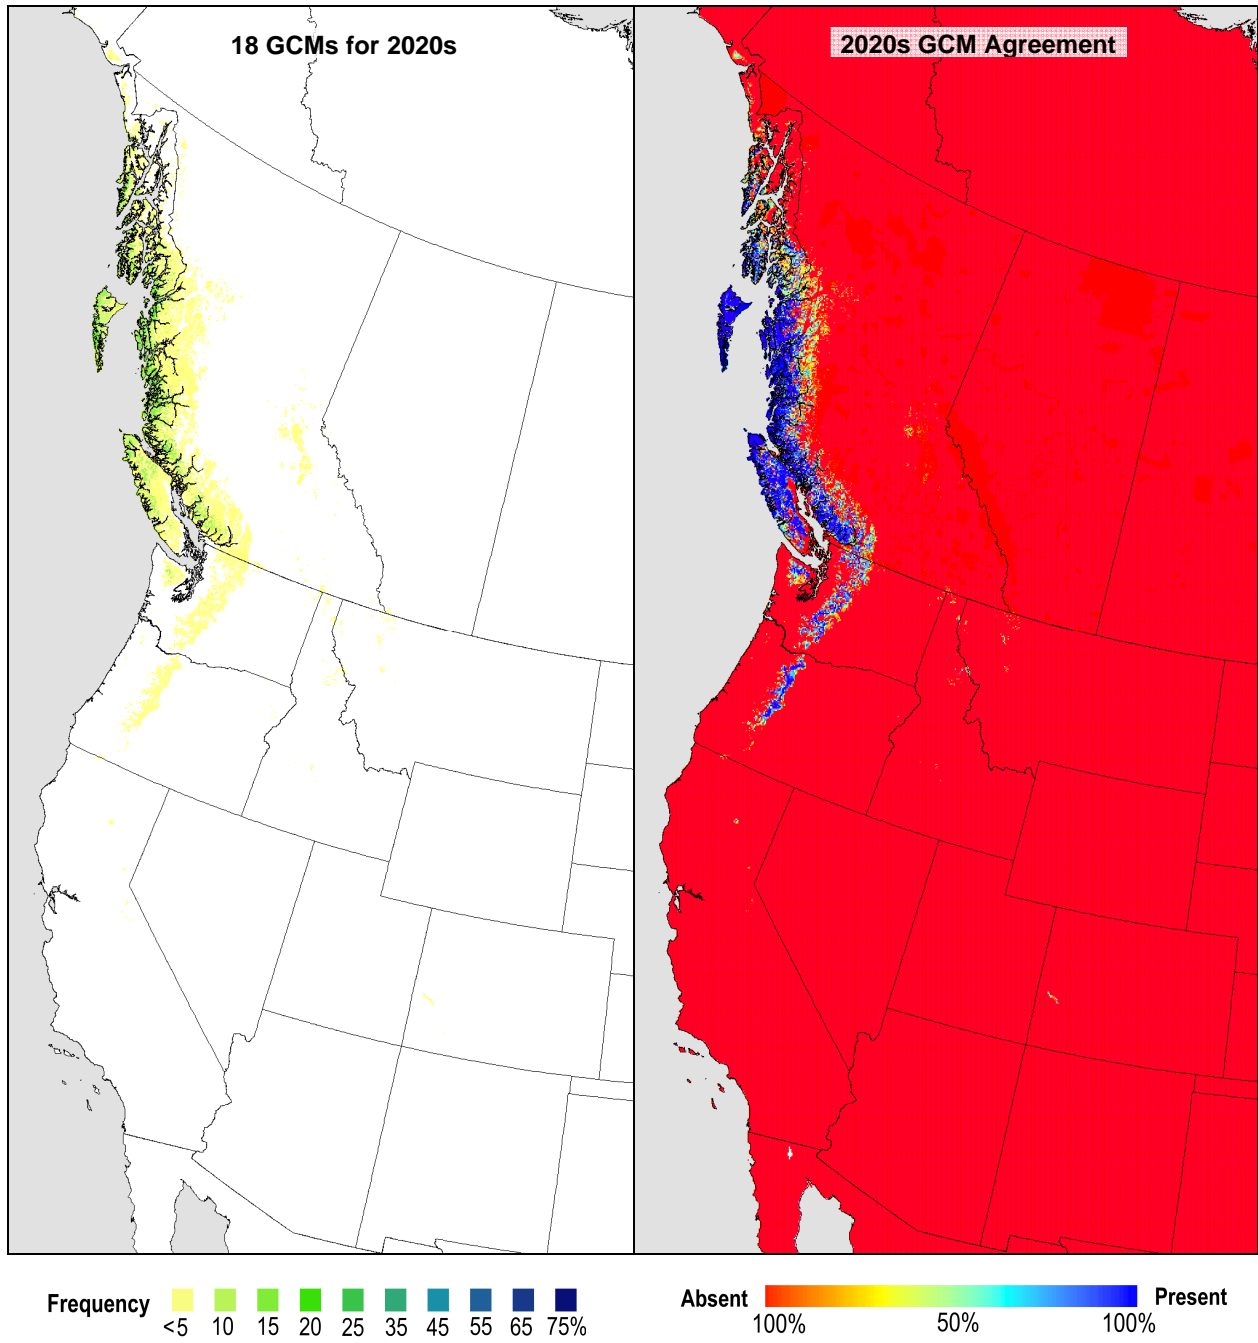 18 GCMs for 2020s
2020s GCM Agreement
Frequency
<5 10 15 20 25 35 45 55 65 75%
Absent Present
100% 50% 100%